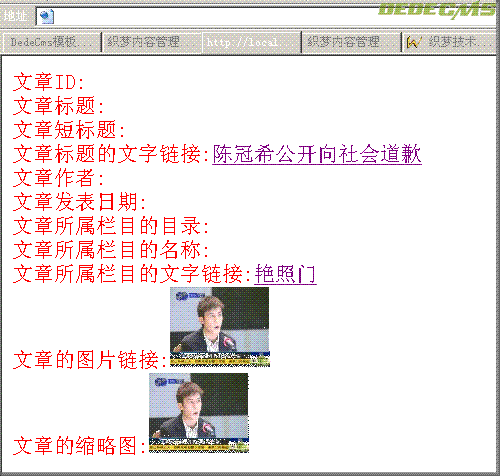 地址
DEDECMS
DedeCms模板...
织梦内容管理
http://local
织梦内容管理
织梦技术...
文章ID:
文章标题:
文章短标题:
文章标题的文字链接:陈冠希公开向社会道歉
文章作者:
文章发表日期:
文章所属栏目的目录:
文章所属栏目的名称:
文章所属栏目的文字链接:艳照门
文章的图片链接:
文章的缩略图: